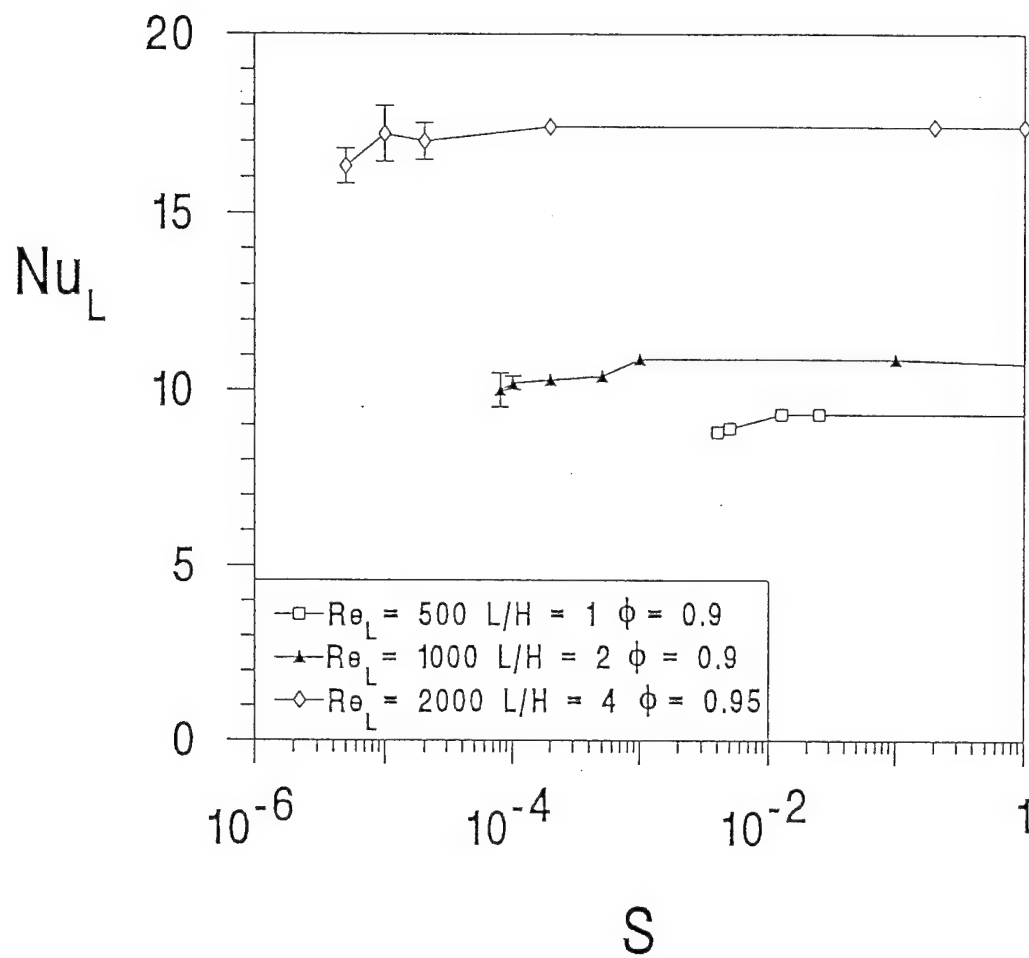 20
15
Nu_L
10
5
Re_L = 500 L/H = 1 ϕ = 0.9
Re_L = 1000 L/H = 2 ϕ = 0.9
Re_L = 2000 L/H = 4 ϕ = 0.95
0
10^-6 10^-4 10^-2 1
S